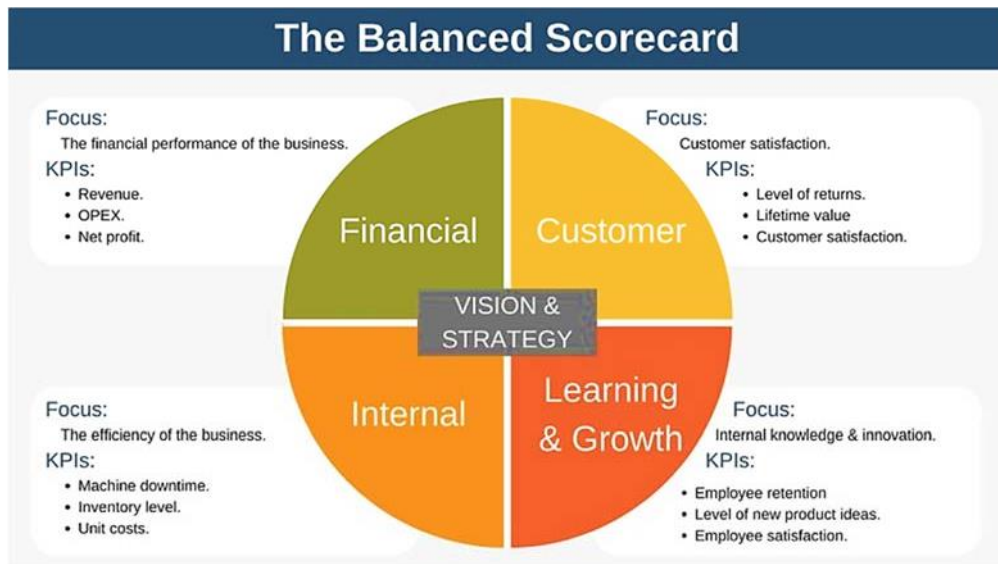 The Balanced Scorecard
Focus:
The financial performance of the business.
KPIs:
• Revenue.
• OPEX.
• Net profit.
Focus:
Customer satisfaction.
KPIs:
• Level of returns.
• Lifetime value
• Customer satisfaction.
Financial
Customer
VISION &
STRATEGY
Internal
Learning
& Growth
Focus:
The efficiency of the business.
KPIs:
• Machine downtime.
• Inventory level.
• Unit costs.
Focus:
Internal knowledge & innovation.
KPIs:
• Employee retention
• Level of new product ideas.
• Employee satisfaction.